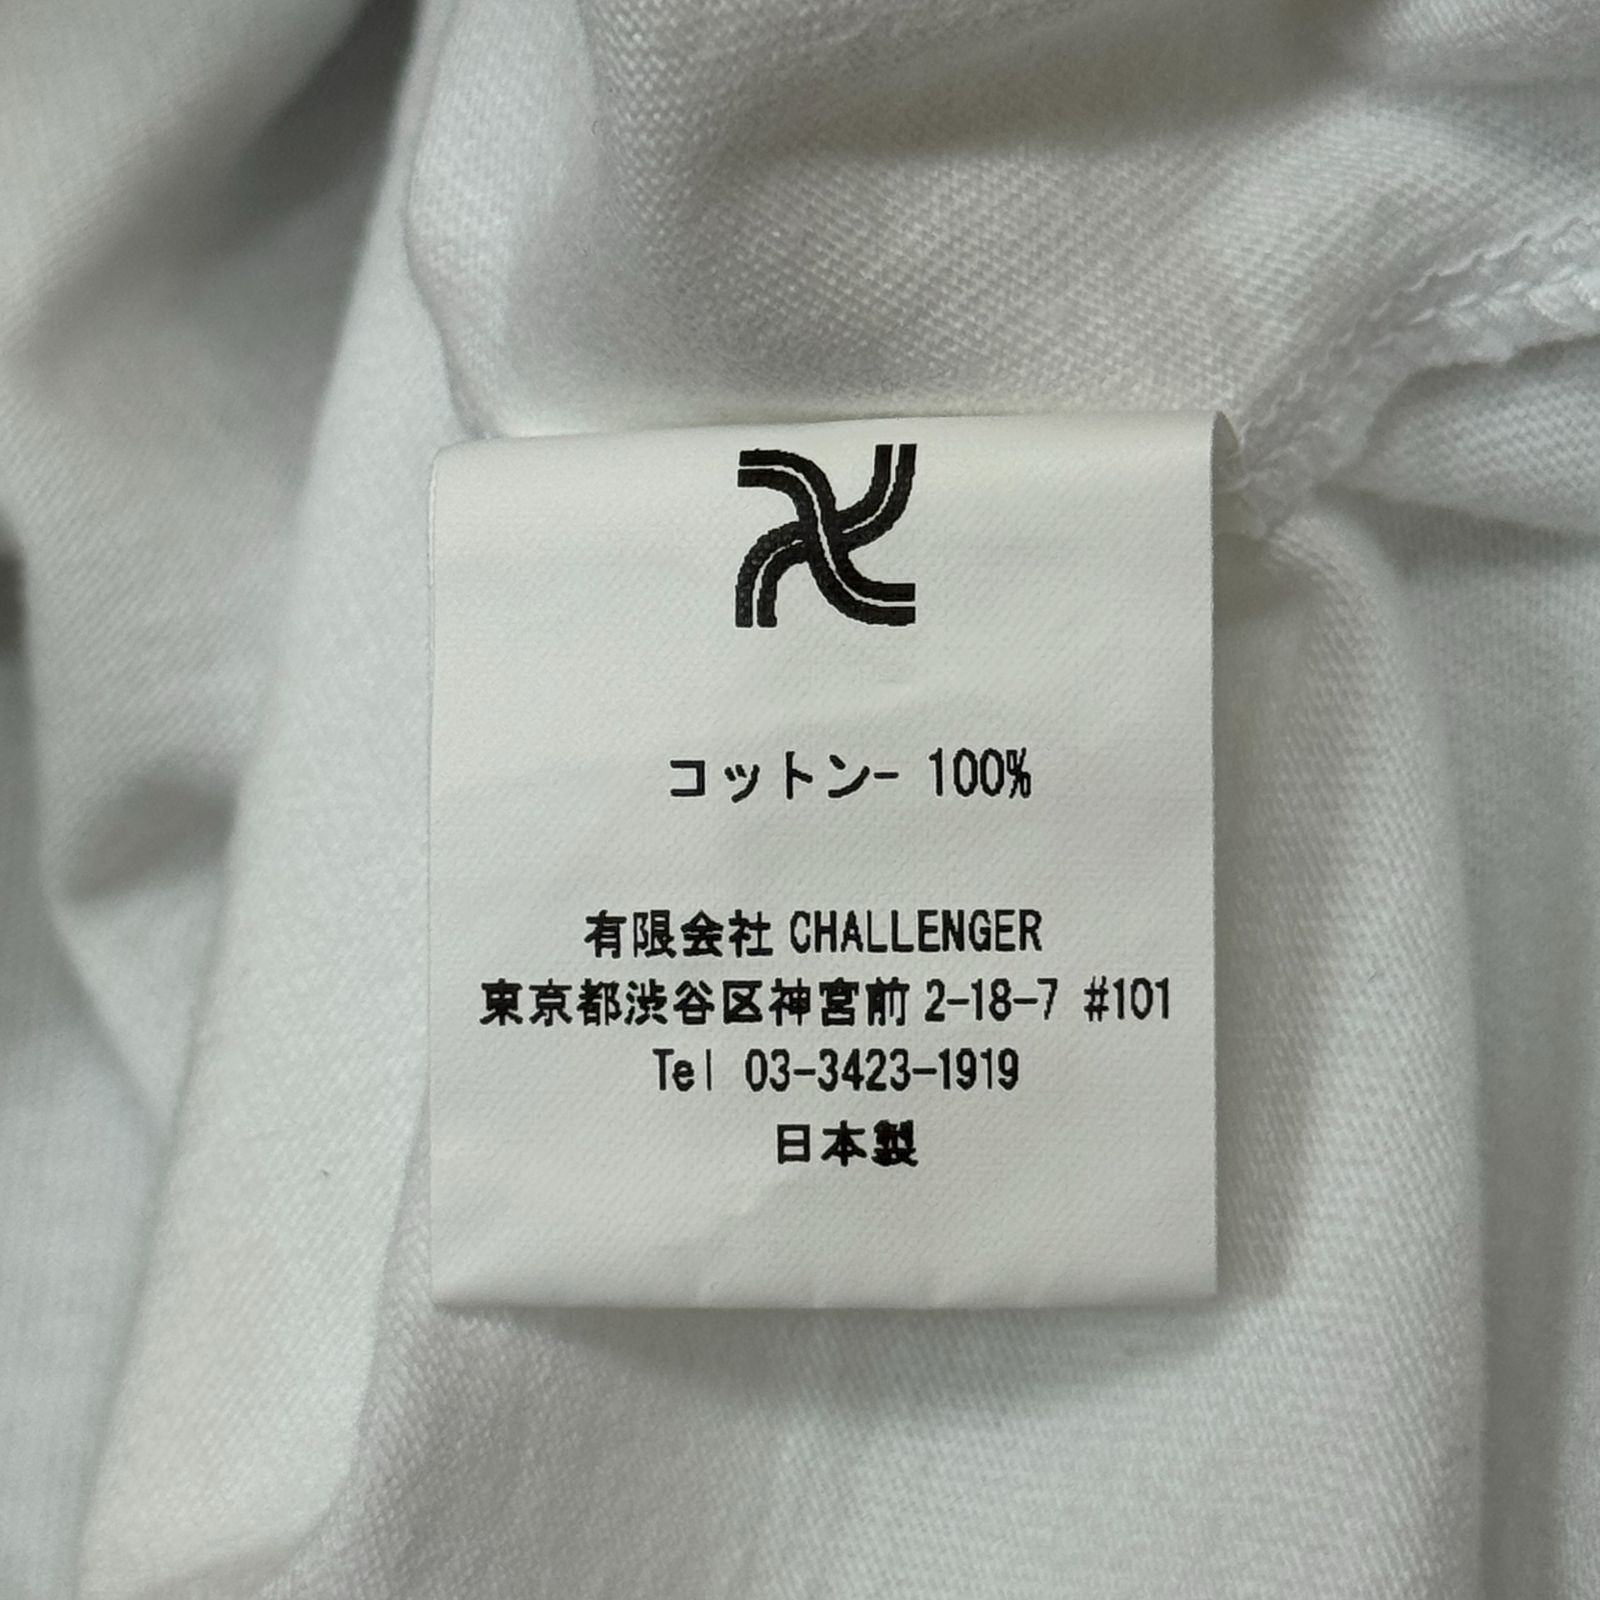 コットン- 100%
有限会社 CHALLENGER
東京都渋谷区神宮前 2-18-7 #101
Tel 03-3423-1919
日本製